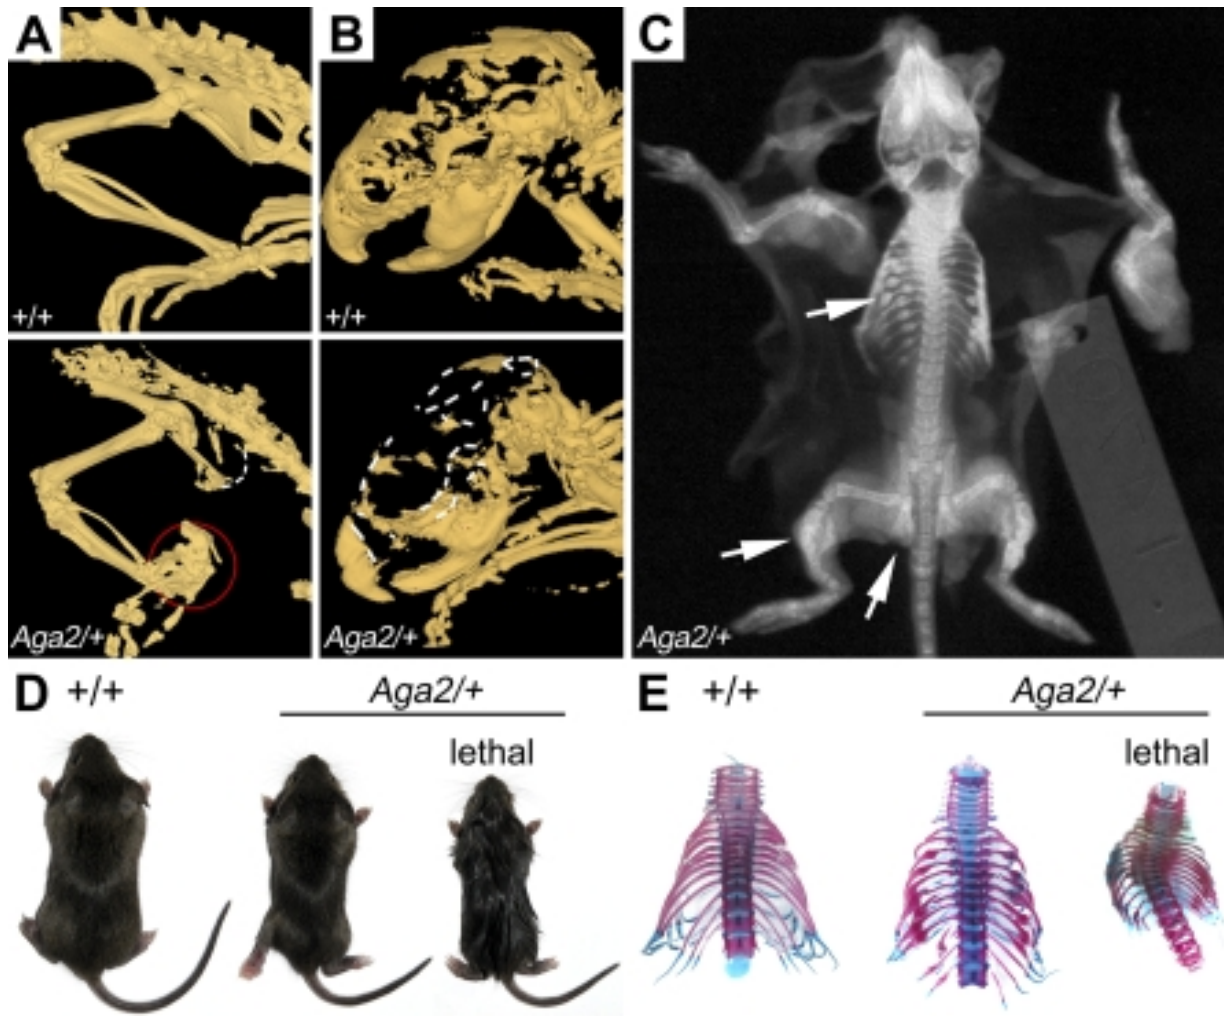 A
B
C
+/+
+/+
Aga2/+
Aga2/+
Aga2/+
D +/+ Aga2/+
lethal
E +/+ Aga2/+
lethal